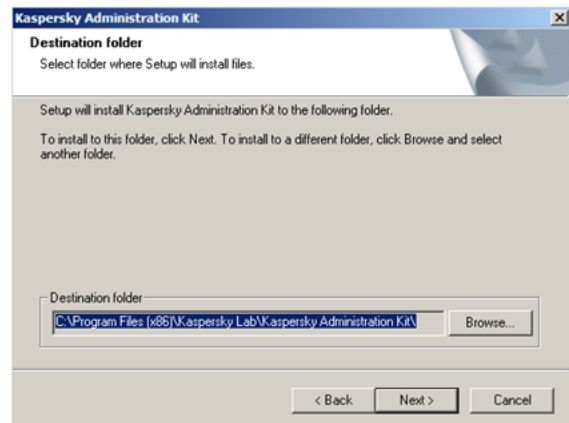 Kaspersky Administration Kit
Destination folder
Select folder where Setup will install files.
Setup will install Kaspersky Administration Kit to the following folder.
To install to this folder, click Next. To install to a different folder, click Browse and select
another folder.
Destination folder
C:\Program Files (x86)\Kaspersky Lab\Kaspersky Administration Kit\
Browse...
< Back
Next >
Cancel